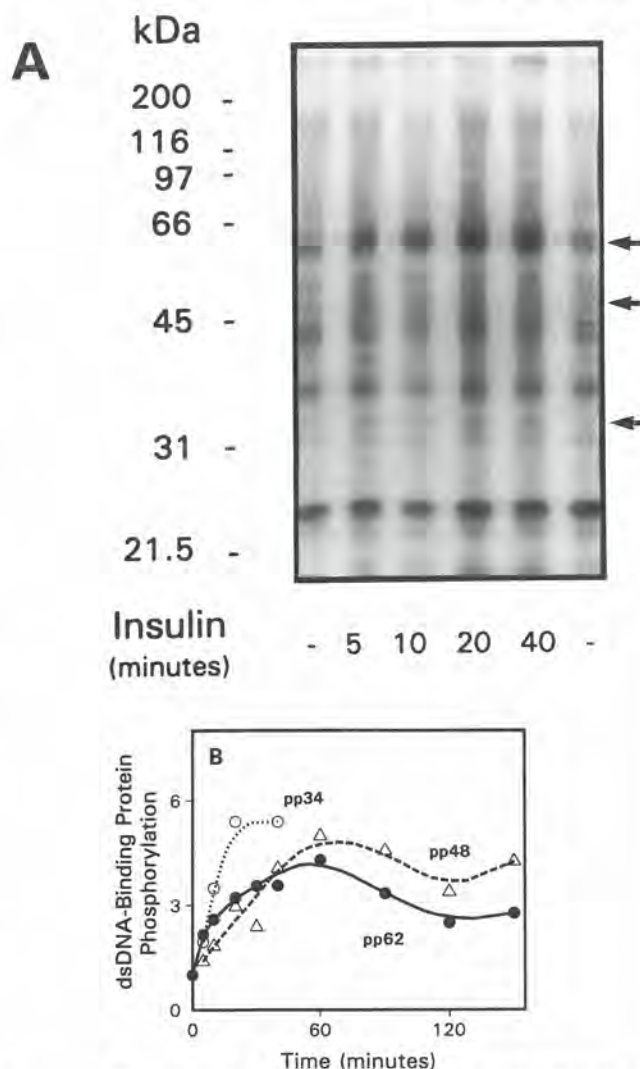 A
kDa
200 -
116 -
97 -
66 -
45 -
31 -
21.5 -
Insulin - 5 10 20 40 -
(minutes)
B
dsDNA-Binding Protein
Phosphorylation
6
3
0
pp34
pp48
pp62
0 60 120
Time (minutes)